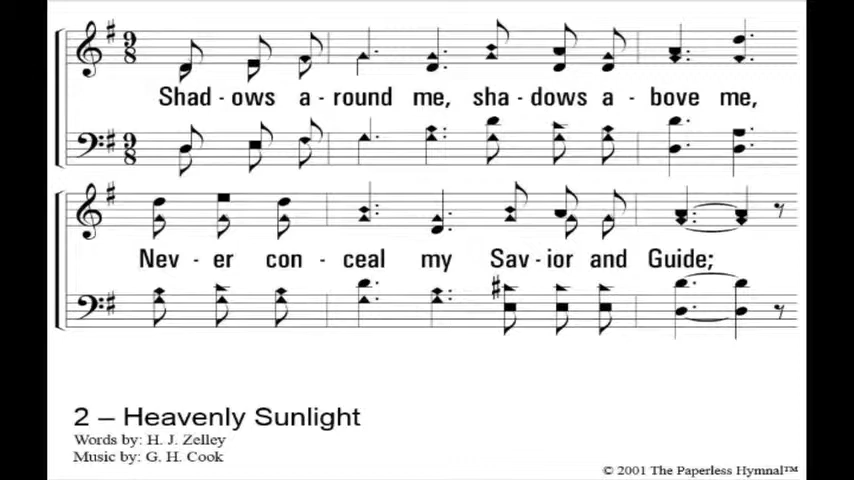 Shad - ows a - round me, sha - dows a - bove me,
Nev - er con - ceal my Sav - ior and Guide;
2 – Heavenly Sunlight
Words by: H. J. Zelley
Music by: G. H. Cook
© 2001 The Paperless Hymnal™